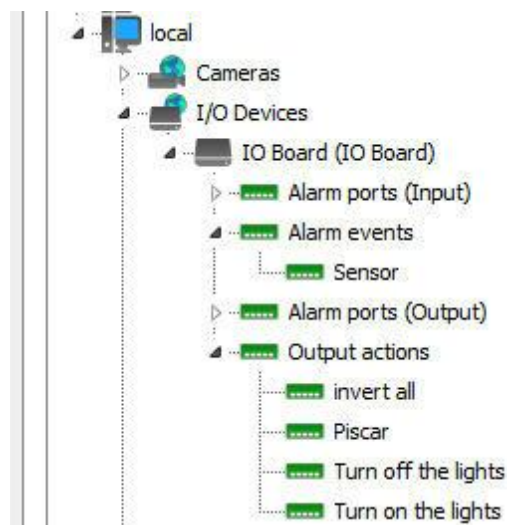 local
Cameras
I/O Devices
IO Board (IO Board)
Alarm ports (Input)
Alarm events
Sensor
Alarm ports (Output)
Output actions
invert all
Piscar
Turn off the lights
Turn on the lights